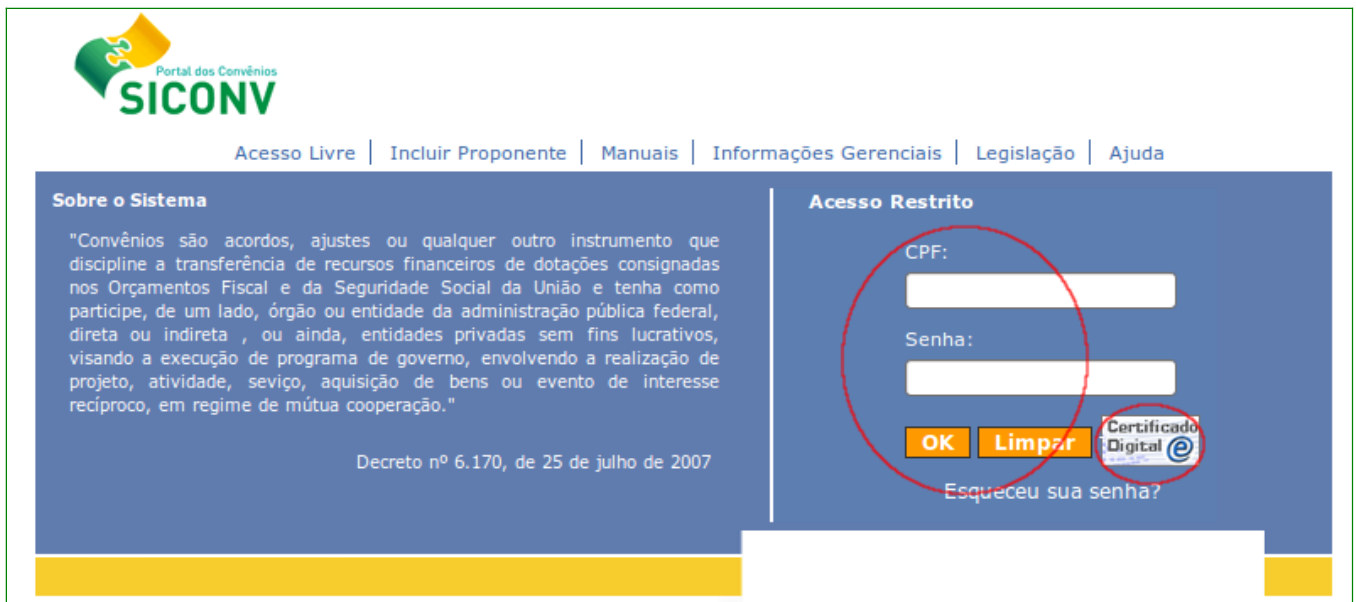 Portal dos Convênios
SICONV
Acesso Livre | Incluir Proponente | Manuais | Informações Gerenciais | Legislação | Ajuda
Sobre o Sistema
"Convênios são acordos, ajustes ou qualquer outro instrumento que
discipline a transferência de recursos financeiros de dotações consignadas
nos Orçamentos Fiscal e da Seguridade Social da União e tenha como
participe, de um lado, órgão ou entidade da administração pública federal,
direta ou indireta , ou ainda, entidades privadas sem fins lucrativos,
visando a execução de programa de governo, envolvendo a realização de
projeto, atividade, seviço, aquisição de bens ou evento de interesse
recíproco, em regime de mútua cooperação."
Decreto nº 6.170, de 25 de julho de 2007
Acesso Restrito
CPF:
Senha:
OK Limpar Certificado
Digital e
Esqueceu sua senha?